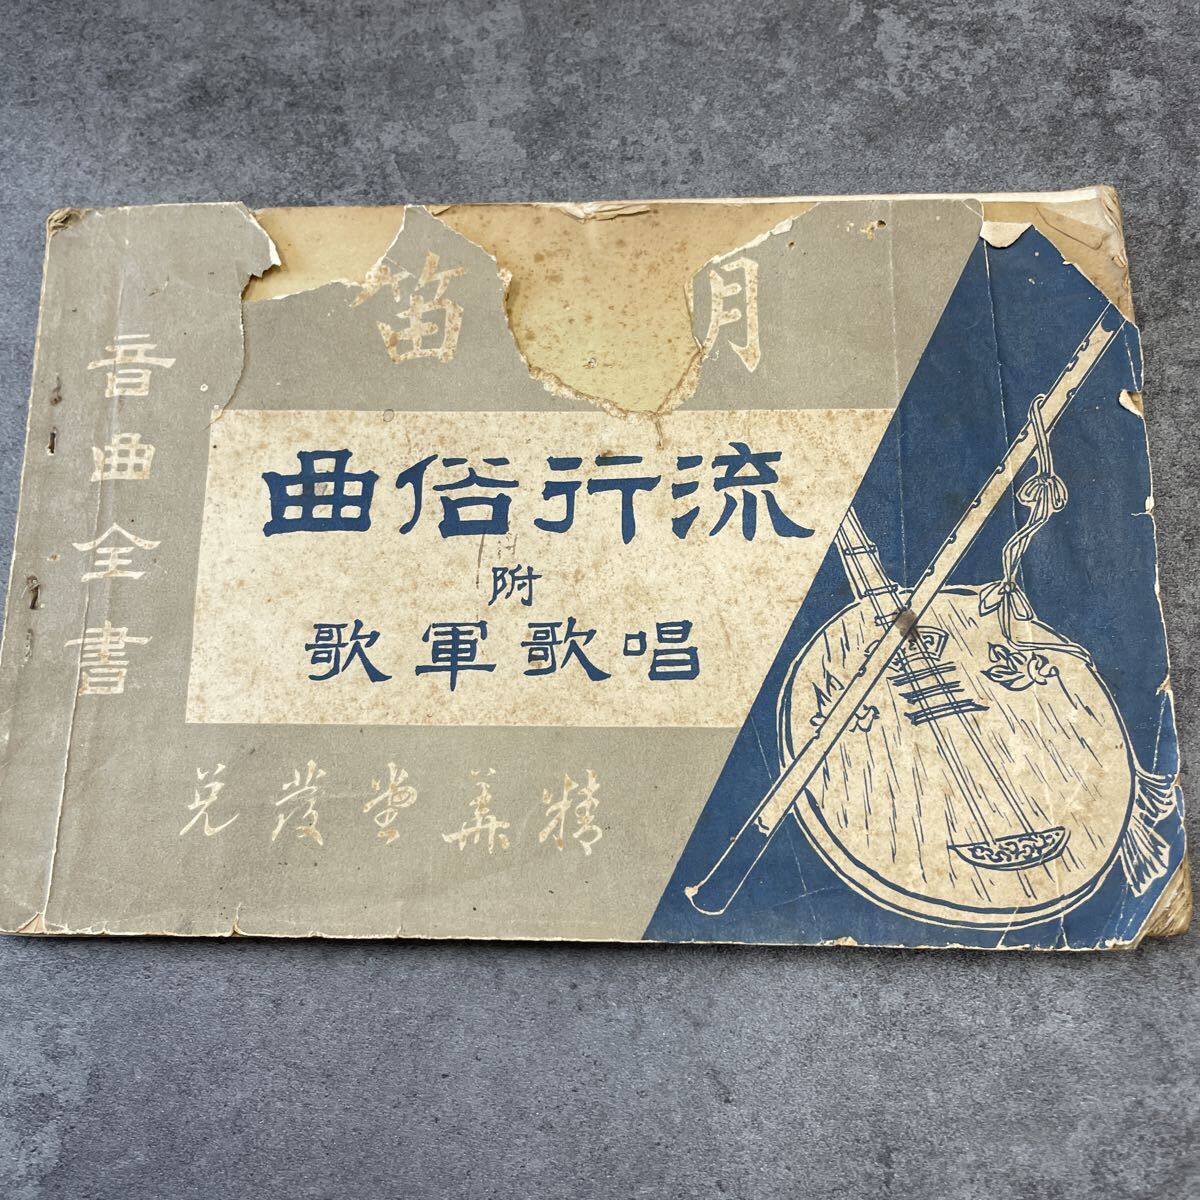 明笛
流行俗曲
附
唱歌軍歌
精華堂發兌
音曲全書